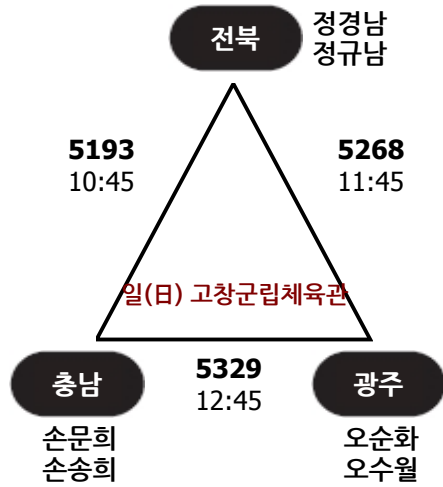 전북
정경남
정규남
5193
10:45
5268
11:45
일(日) 고창군립체육관
충남
5329
12:45
광주
손문희
손송희
오순화
오수월